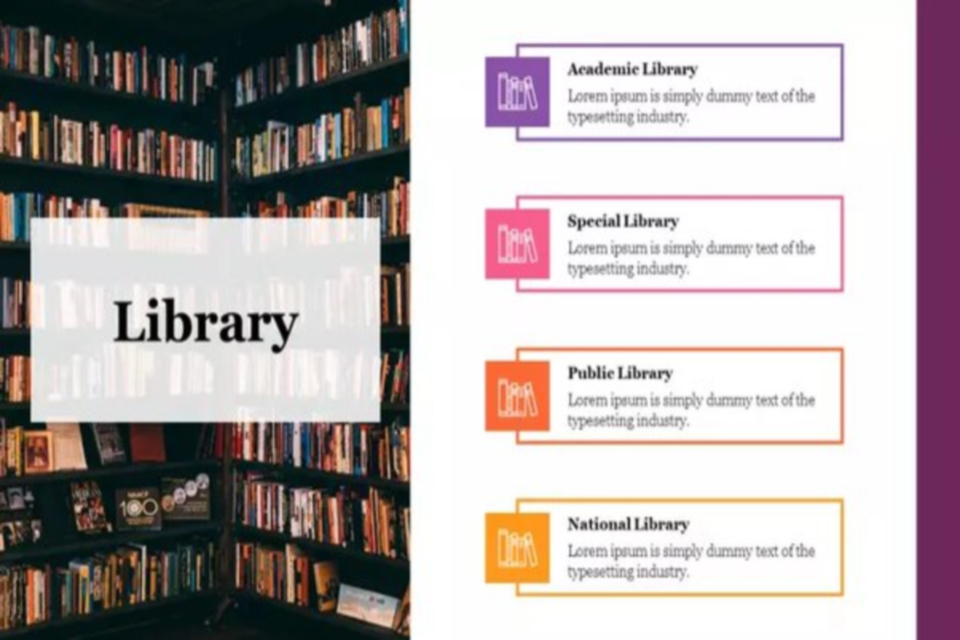 Library
Academic Library
Lorem ipsum is simply dummy text of the
typesetting industry.
Special Library
Lorem ipsum is simply dummy text of the
typesetting industry.
Public Library
Lorem ipsum is simply dummy text of the
typesetting industry.
National Library
Lorem ipsum is simply dummy text of the
typesetting industry.
100